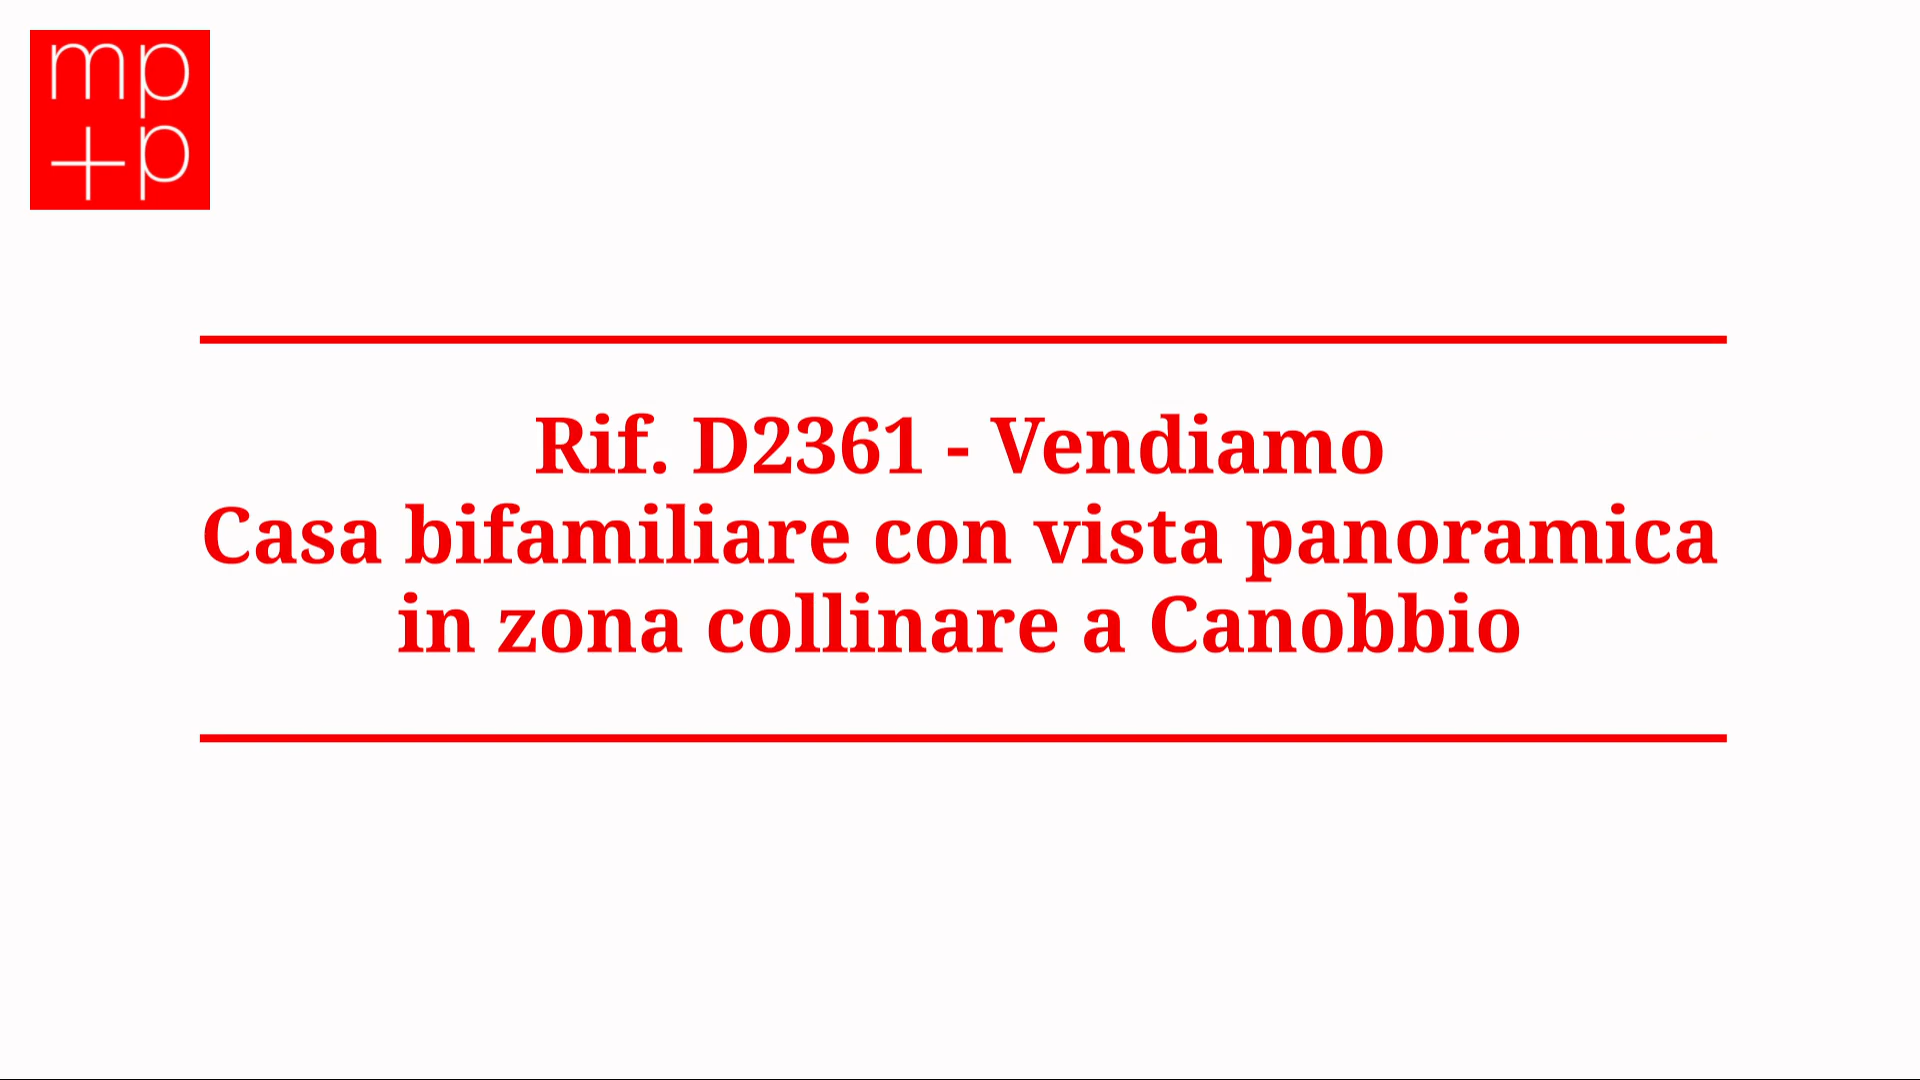 mp
+p
Rif. D2361 - Vendiamo
Casa bifamiliare con vista panoramica
in zona collinare a Canobbio